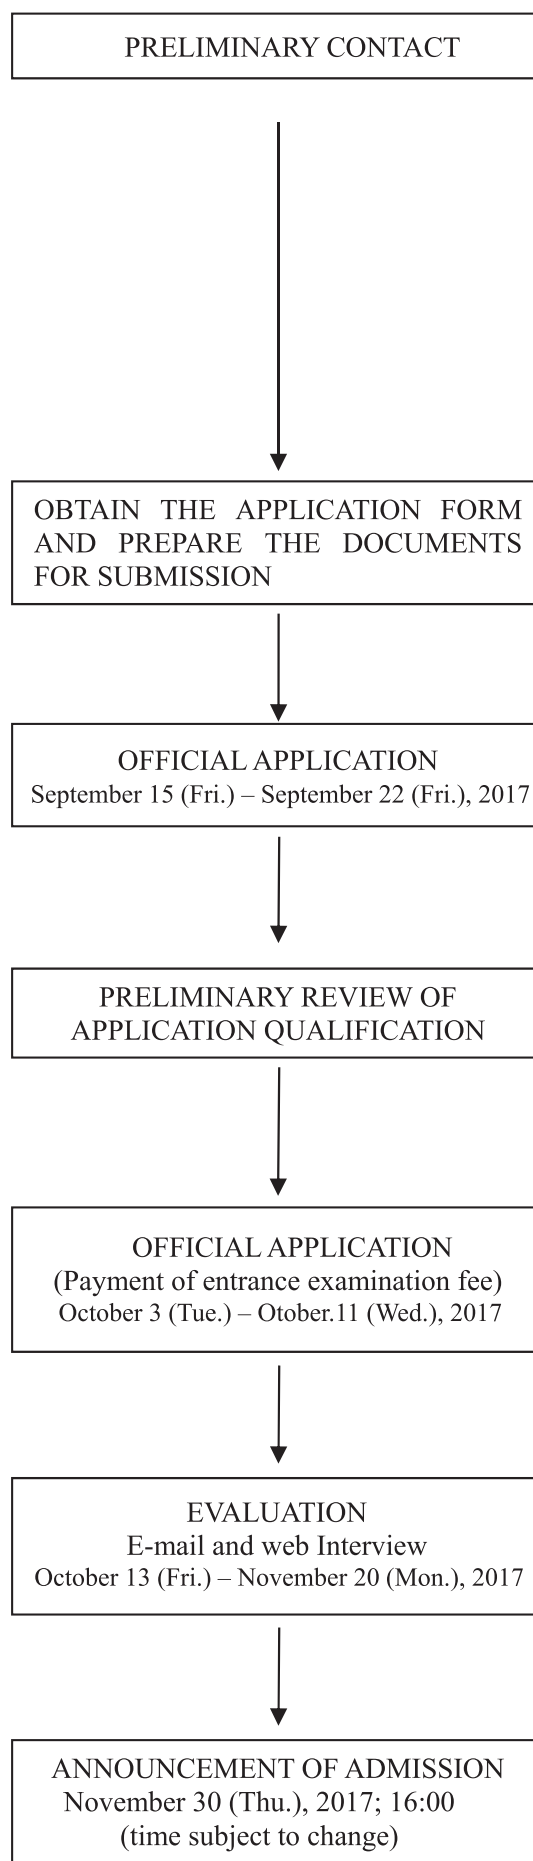 PRELIMINARY CONTACT
OBTAIN THE APPLICATION FORM
AND PREPARE THE DOCUMENTS
FOR SUBMISSION
OFFICIAL APPLICATION
September 15 (Fri.) – September 22 (Fri.), 2017
PRELIMINARY REVIEW OF
APPLICATION QUALIFICATION
OFFICIAL APPLICATION
(Payment of entrance examination fee)
October 3 (Tue.) – Otober.11 (Wed.), 2017
EVALUATION
E-mail and web Interview
October 13 (Fri.) – November 20 (Mon.), 2017
ANNOUNCEMENT OF ADMISSION
November 30 (Thu.), 2017; 16:00
(time subject to change)